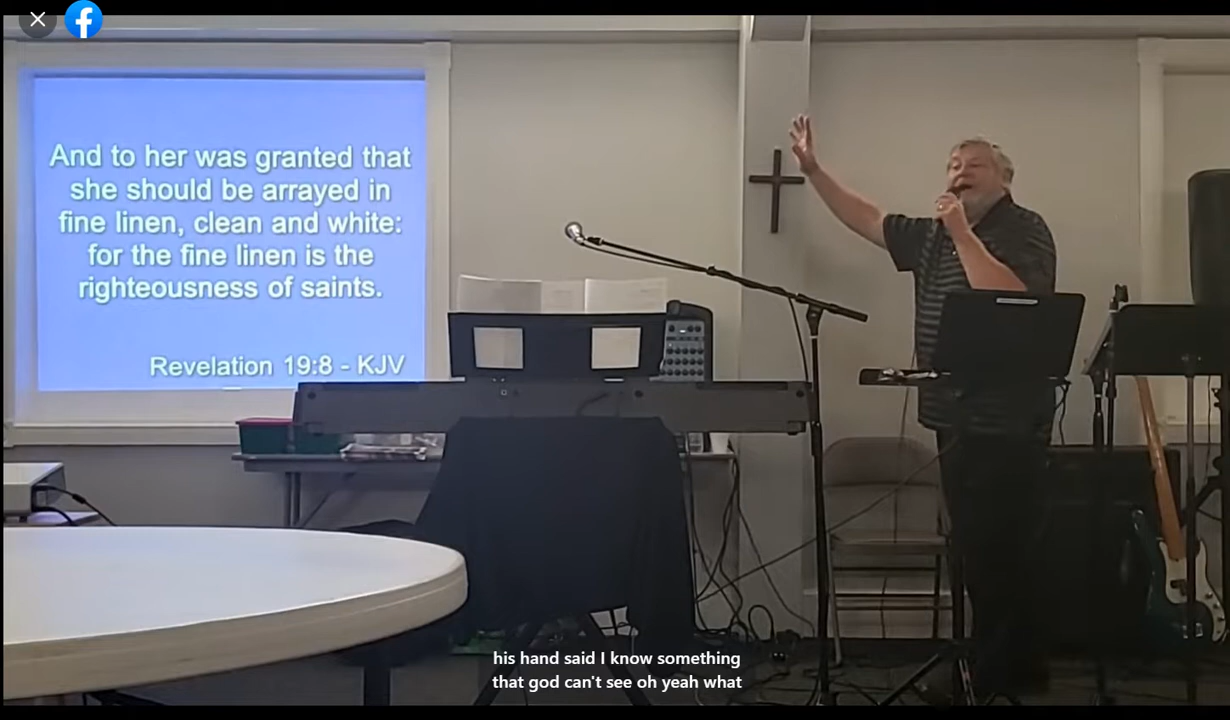 And to her was granted that
she should be arrayed in
fine linen, clean and white:
for the fine linen is the
righteousness of saints.
Revelation 19:8 - KJV
his hand said I know something
that god can't see oh yeah what